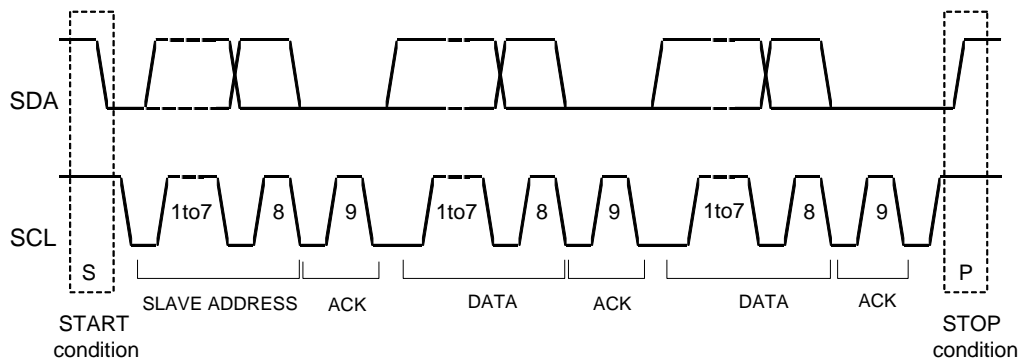 SDA
SCL
1to7 8 9 1to7 8 9 1to7 8 9
S P
SLAVE ADDRESS ACK DATA ACK DATA ACK
START
condition
STOP
condition